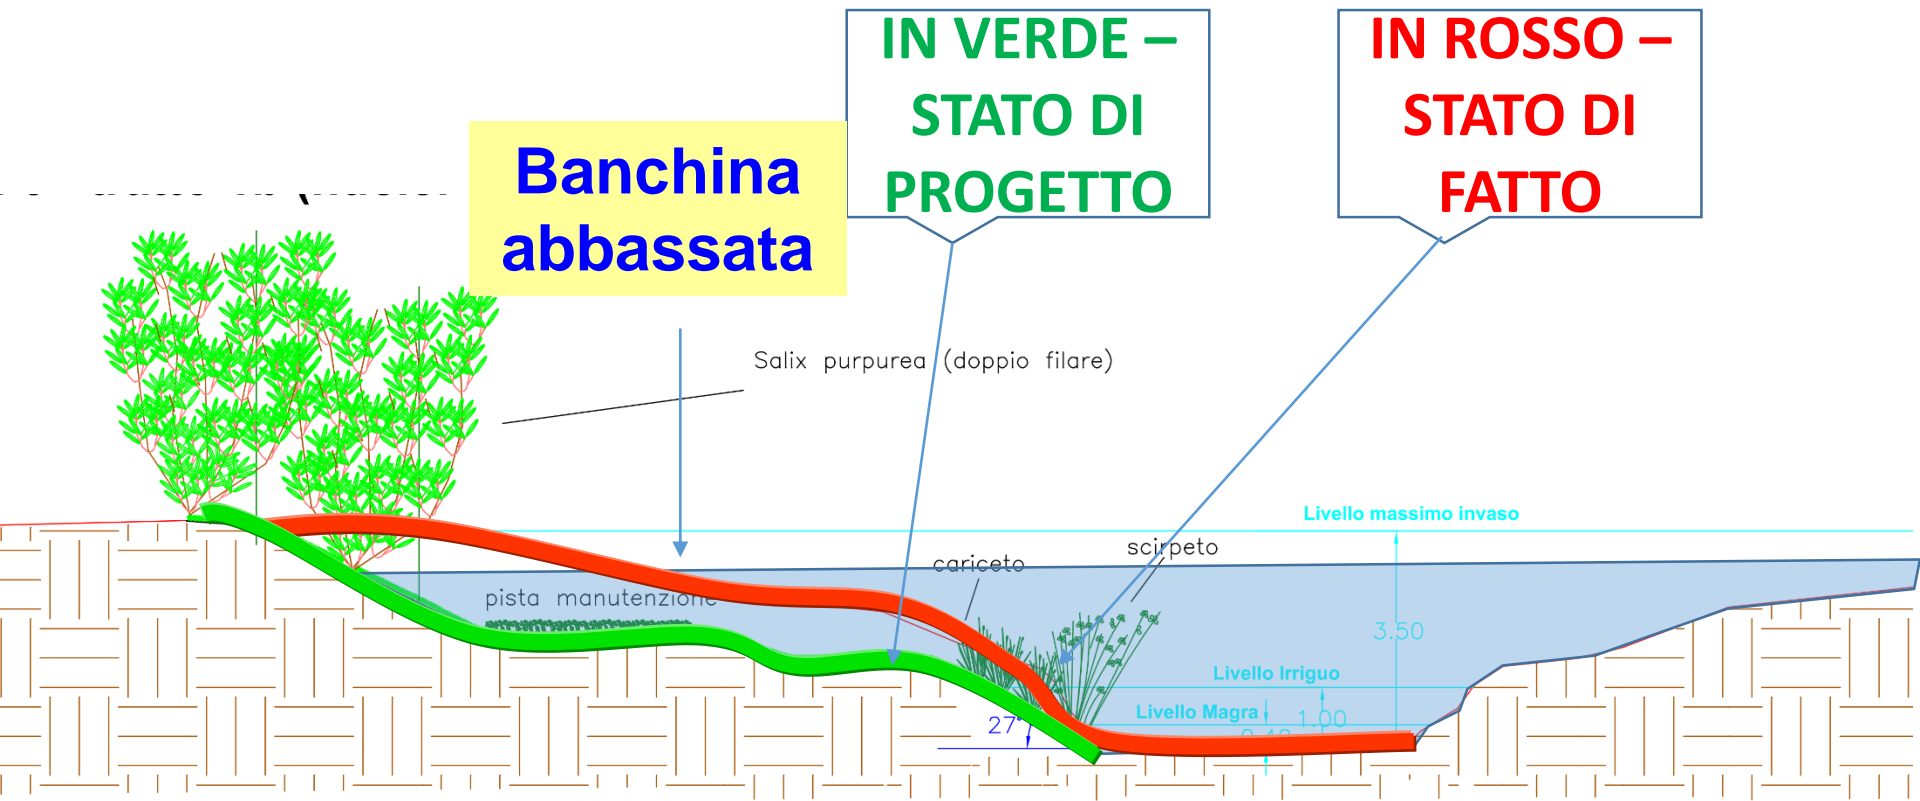 IN VERDE –
STATO DI
PROGETTO
IN ROSSO –
STATO DI
FATTO
Banchina
abbassata
Salix purpurea (doppio filare)
Livello massimo invaso
scirpeto
cariceto
pista manutenzione
3.50
Livello Irriguo
Livello Magra
1.00
27°